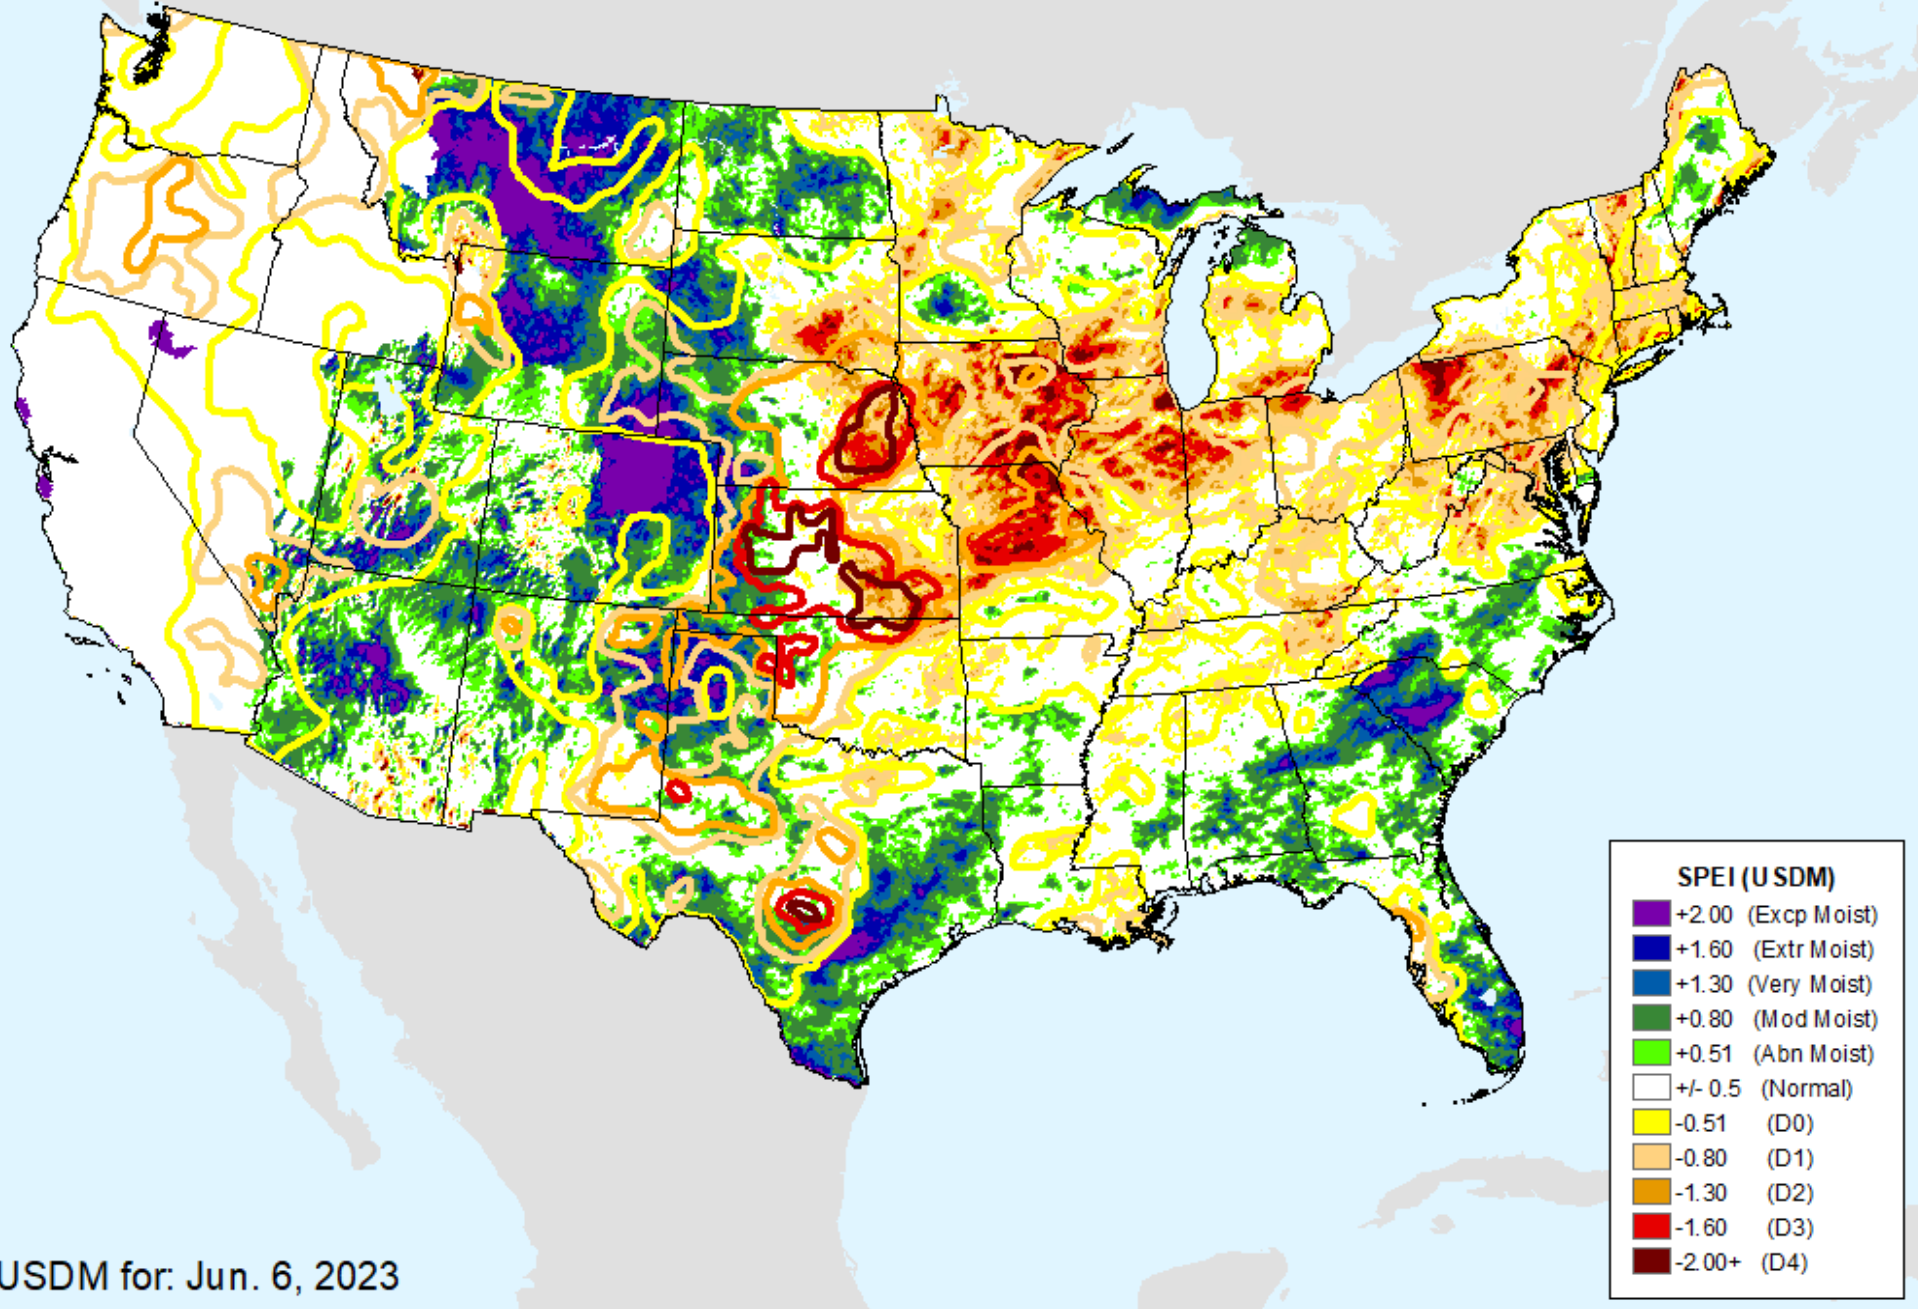 SPEI (USDM)
+2.00 (Excp Moist)
+1.60 (Extr Moist)
+1.30 (Very Moist)
+0.80 (Mod Moist)
+0.51 (Abn Moist)
+/- 0.5 (Normal)
-0.51 (D0)
-0.80 (D1)
-1.30 (D2)
-1.60 (D3)
-2.00+ (D4)
USDM for: Jun. 6, 2023